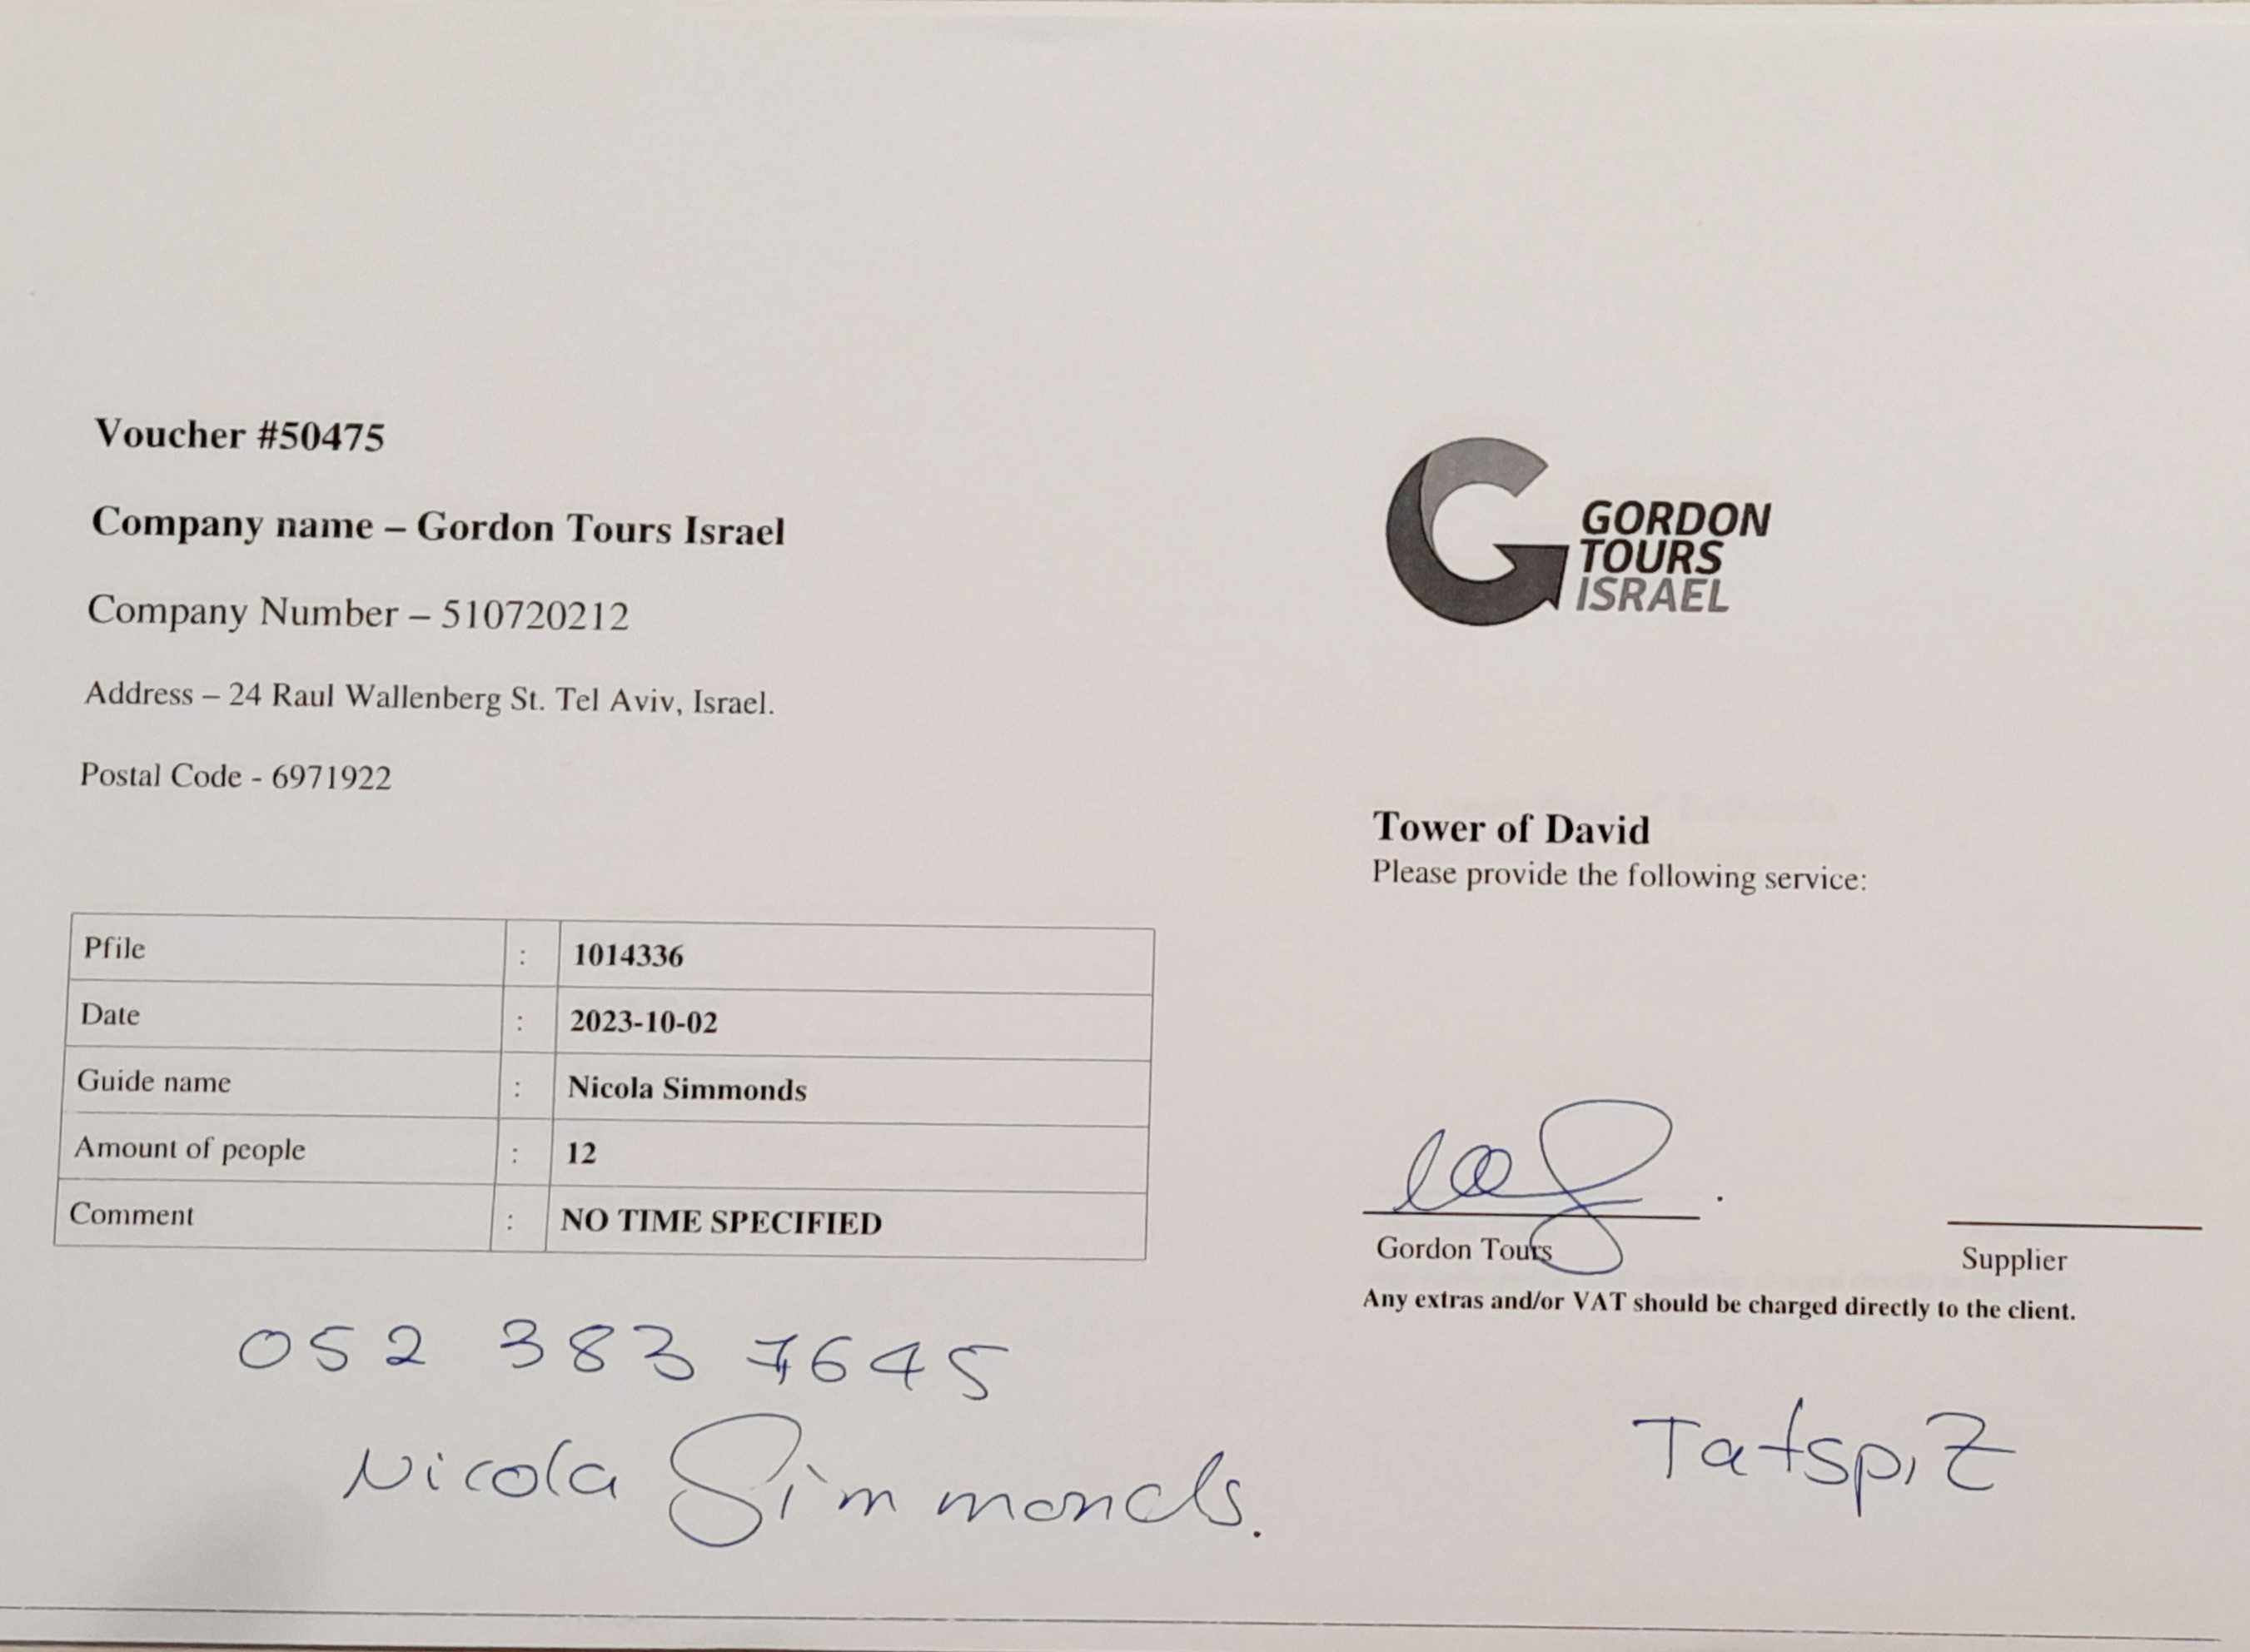 Voucher #50475
Company name – Gordon Tours Israel
Company Number – 510720212
Address – 24 Raul Wallenberg St. Tel Aviv, Israel.
Postal Code - 6971922
GORDON
TOURS
ISRAEL
Tower of David
Please provide the following service:
Pfile : 1014336
Date : 2023-10-02
Guide name : Nicola Simmonds
Amount of people : 12
Comment : NO TIME SPECIFIED
Gordon Tours
Supplier
Any extras and/or VAT should be charged directly to the client.
052 383 7645
Nicola Simmonds.
Tatspiz